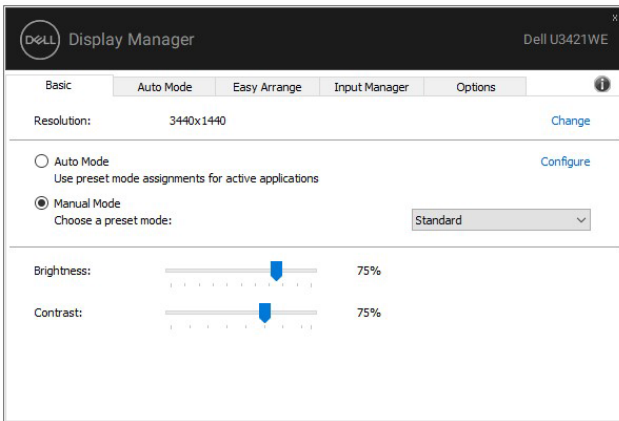 DELL Display Manager
Dell U3421WE
x
Basic
Auto Mode
Easy Arrange
Input Manager
Options
i
Resolution: 3440x1440 Change
Auto Mode Configure
Use preset mode assignments for active applications
Manual Mode
Choose a preset mode: Standard
Brightness: 75%
Contrast: 75%